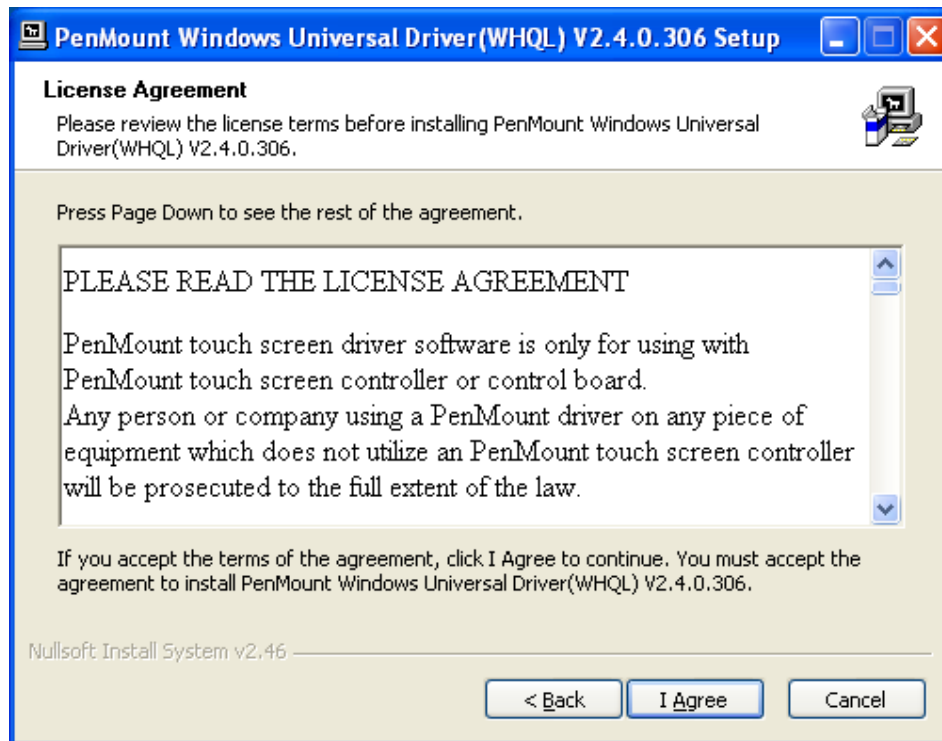 PenMount Windows Universal Driver(WHQL) V2.4.0.306 Setup
License Agreement
Please review the license terms before installing PenMount Windows Universal
Driver(WHQL) V2.4.0.306.
Press Page Down to see the rest of the agreement.
PLEASE READ THE LICENSE AGREEMENT
PenMount touch screen driver software is only for using with
PenMount touch screen controller or control board.
Any person or company using a PenMount driver on any piece of
equipment which does not utilize an PenMount touch screen controller
will be prosecuted to the full extent of the law.
If you accept the terms of the agreement, click I Agree to continue. You must accept the
agreement to install PenMount Windows Universal Driver(WHQL) V2.4.0.306.
Nullsoft Install System v2.46
< Back
I Agree
Cancel